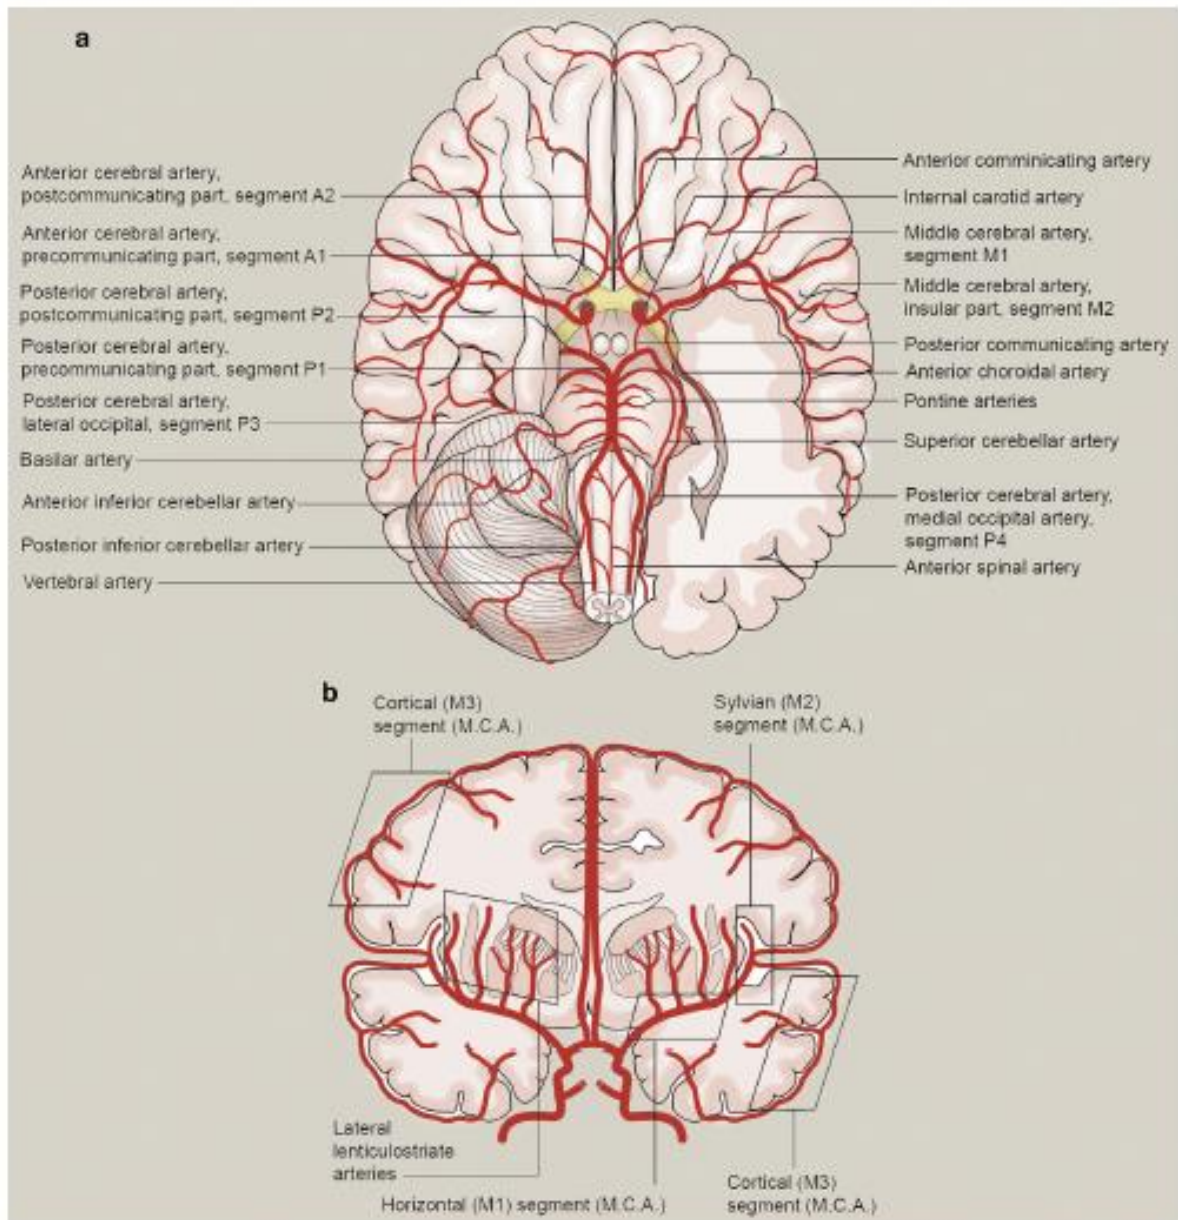 a
Anterior cerebral artery,
postcommunicating part, segment A2
Anterior cerebral artery,
precommunicating part, segment A1
Posterior cerebral artery,
postcommunicating part, segment P2
Posterior cerebral artery,
precommunicating part, segment P1
Posterior cerebral artery,
lateral occipital, segment P3
Basilar artery
Anterior inferior cerebellar artery
Posterior inferior cerebellar artery
Vertebral artery
Anterior comminicating artery
Internal carotid artery
Middle cerebral artery,
segment M1
Middle cerebral artery,
insular part, segment M2
Posterior communicating artery
Anterior choroidal artery
Pontine arteries
Superior cerebellar artery
Posterior cerebral artery,
medial occipital artery,
segment P4
Anterior spinal artery
b
Cortical (M3)
segment (M.C.A.)
Sylvian (M2)
segment (M.C.A.)
Lateral
lenticulostriate
arteries
Horizontal (M1) segment (M.C.A.)
Cortical (M3)
segment (M.C.A.)